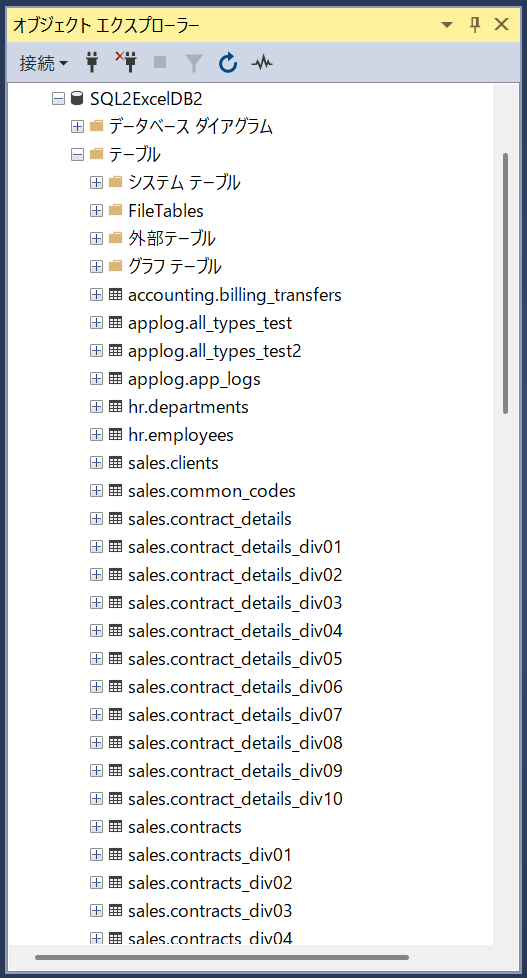 オブジェクト エクスプローラー
接続
SQL2ExcelDB2
データベース ダイアグラム
テーブル
システム テーブル
FileTables
外部テーブル
グラフ テーブル
accounting.billing_transfers
applog.all_types_test
applog.all_types_test2
applog.app_logs
hr.departments
hr.employees
sales.clients
sales.common_codes
sales.contract_details
sales.contract_details_div01
sales.contract_details_div02
sales.contract_details_div03
sales.contract_details_div04
sales.contract_details_div05
sales.contract_details_div06
sales.contract_details_div07
sales.contract_details_div08
sales.contract_details_div09
sales.contract_details_div10
sales.contracts
sales.contracts_div01
sales.contracts_div02
sales.contracts_div03
sales.contracts_div04